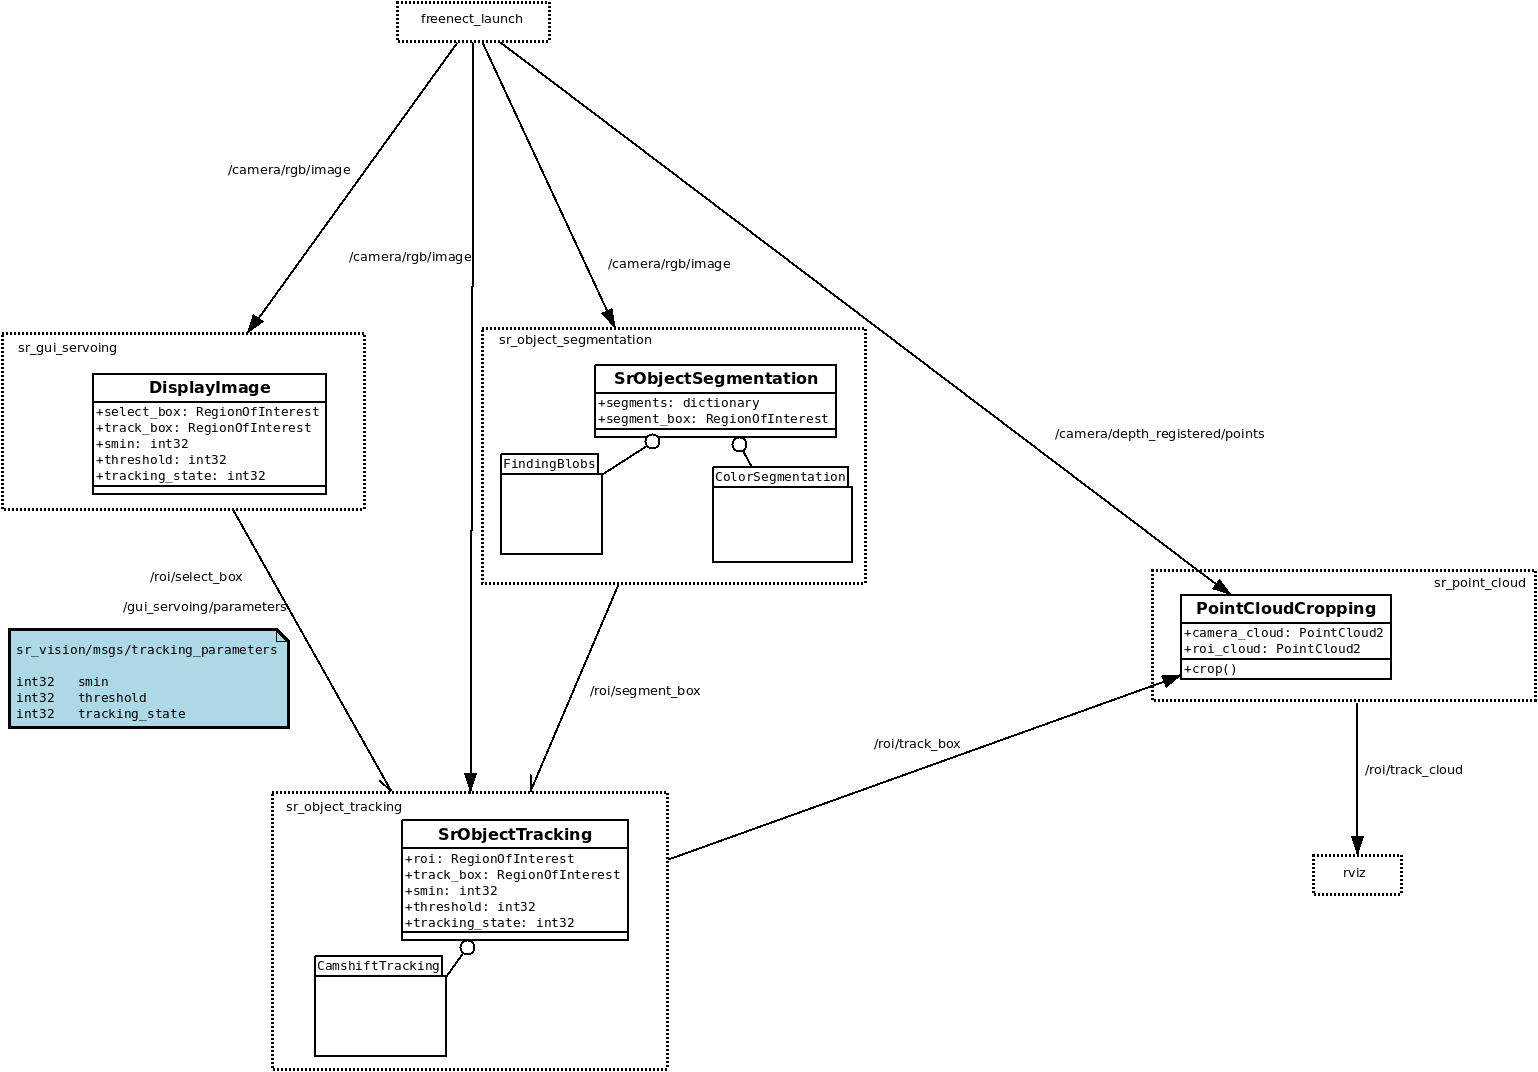 freenect_launch
/camera/rgb/image
/camera/rgb/image
/camera/rgb/image
/camera/depth_registered/points
sr_gui_servoing
DisplayImage
+select_box: RegionOfInterest
+track_box: RegionOfInterest
+smin: int32
+threshold: int32
+tracking_state: int32
sr_object_segmentation
SrObjectSegmentation
+segments: dictionary
+segment_box: RegionOfInterest
FindingBlobs
ColorSegmentation
sr_point_cloud
PointCloudCropping
+camera_cloud: PointCloud2
+roi_cloud: PointCloud2
+crop()
/roi/select_box
/gui_servoing/parameters
sr_vision/msgs/tracking_parameters
int32   smin
int32   threshold
int32   tracking_state
/roi/segment_box
/roi/track_box
/roi/track_cloud
rviz
sr_object_tracking
SrObjectTracking
+roi: RegionOfInterest
+track_box: RegionOfInterest
+smin: int32
+threshold: int32
+tracking_state: int32
CamshiftTracking